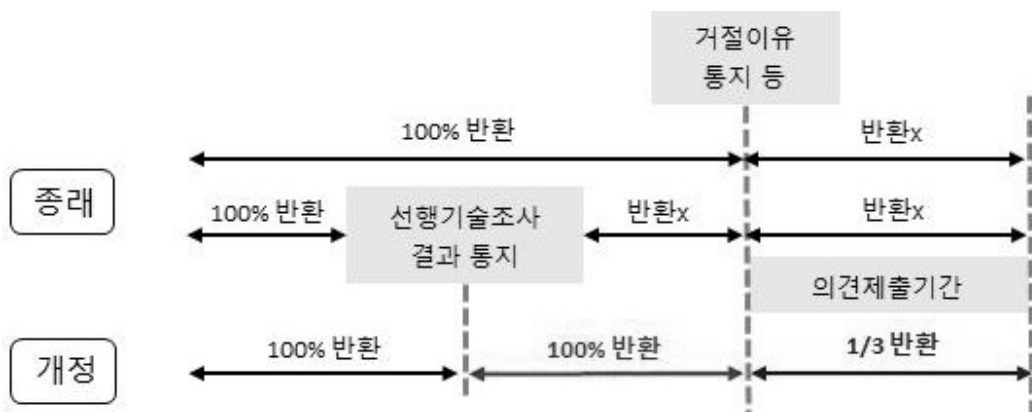 거절이유
통지 등
100% 반환
반환x
종래
100% 반환
선행기술조사
결과 통지
반환x
반환x
의견제출기간
개정
100% 반환
100% 반환
1/3 반환